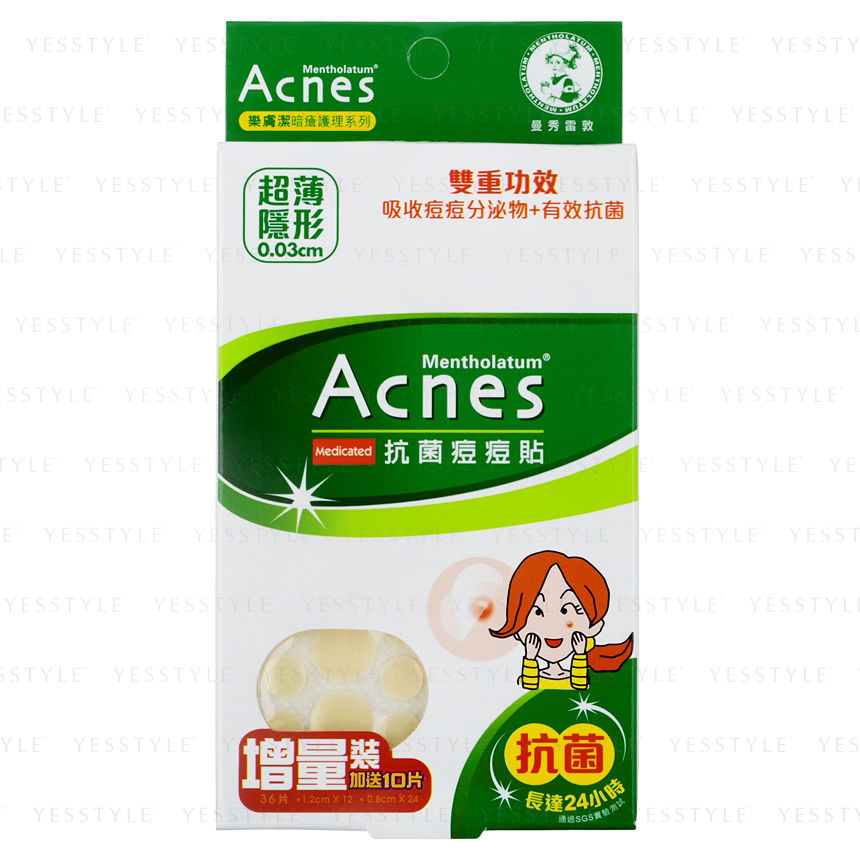 Mentholatum®
Acnes
樂膚潔暗瘡護理系列
MENTHOLATUM · MENTHOLATUM · MENTHOLATUM
曼秀雷敦
超薄
隱形
0.03cm
雙重功效
吸收痘痘分泌物+有效抗菌
Mentholatum®
Acnes
Medicated 抗菌痘痘貼
增量裝
加送10片
36片 •1.2cm X 12 •0.8cm X 24
抗菌
長達24小時
通過SGS實驗測試
YESSTYLE